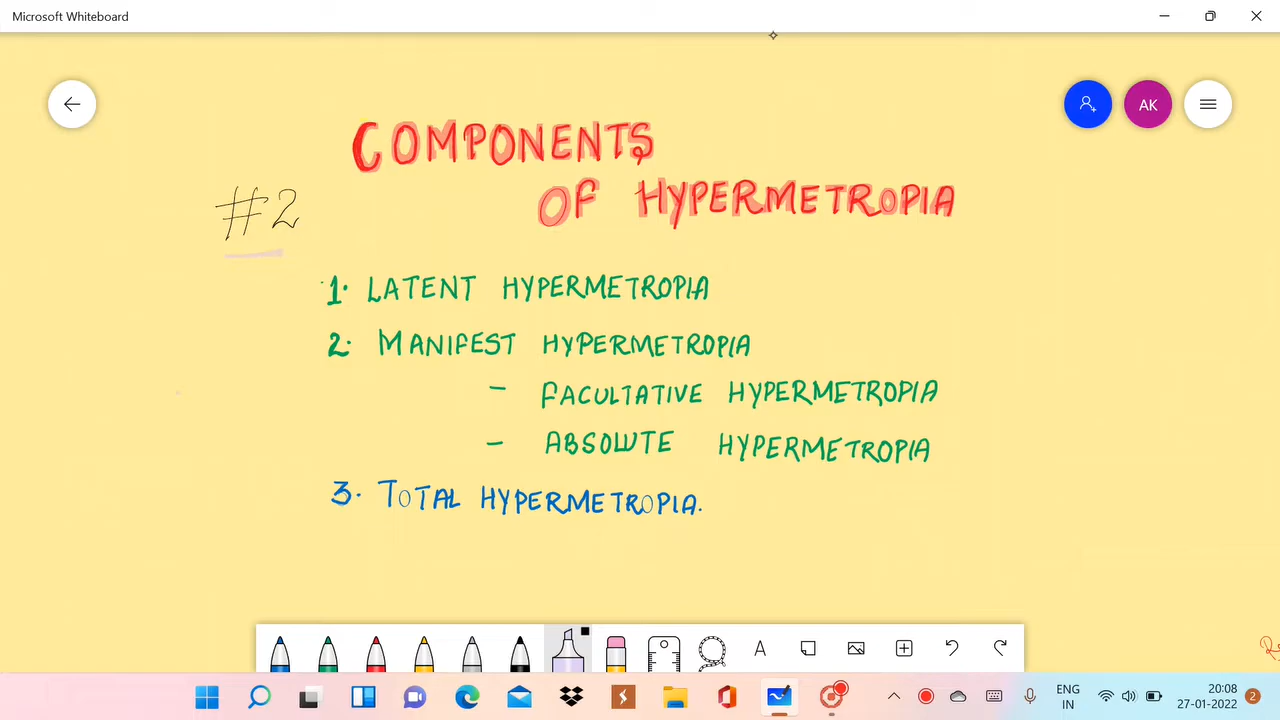 Microsoft Whiteboard
AK
COMPONENTS
OF HYPERMETROPIA
#2
1. LATENT HYPERMETROPIA
2. MANIFEST HYPERMETROPIA
- FACULTATIVE HYPERMETROPIA
- ABSOLUTE HYPERMETROPIA
3. TOTAL HYPERMETROPIA.
A
ENG
IN
20:08
27-01-2022
2